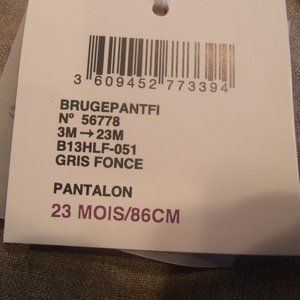 3 609452 773394
BRUGEPANTFI
N° 56778
3M → 23M
B13HLF-051
GRIS FONCE
PANTALON
23 MOIS/86CM